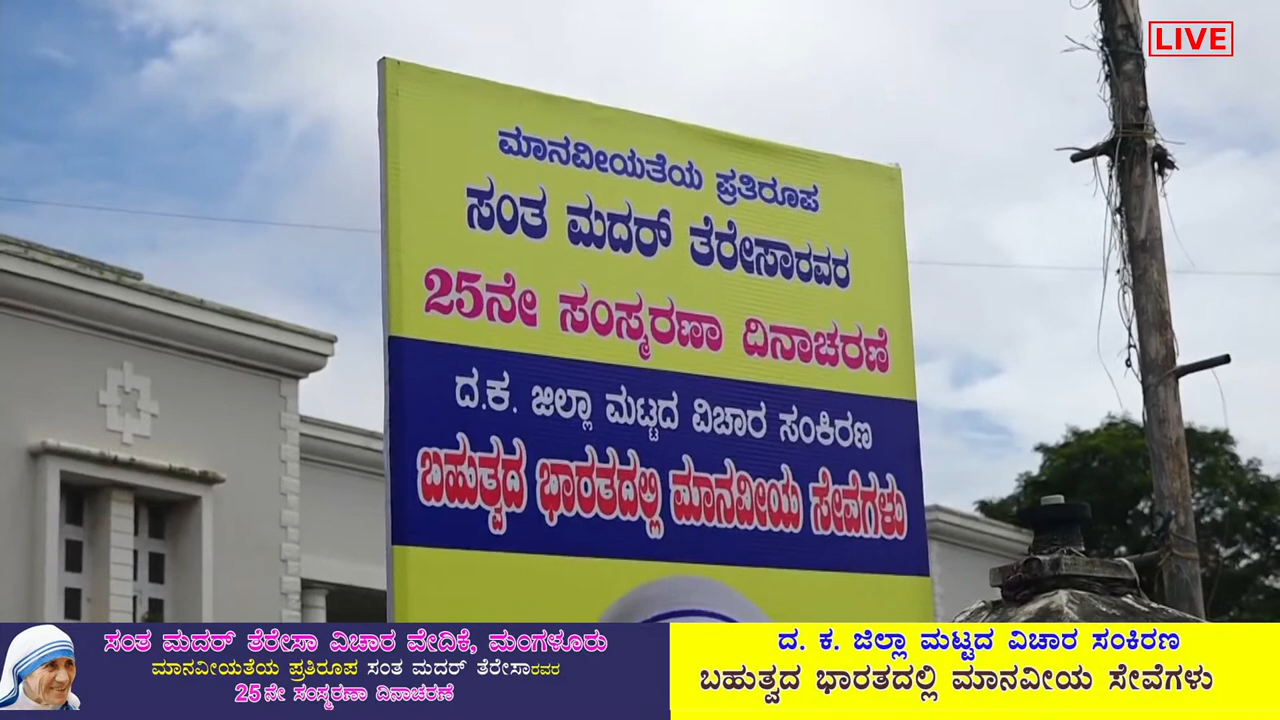 LIVE
ಮಾನವೀಯತೆಯ ಪ್ರತಿರೂಪ
ಸಂತ ಮದರ್ ತೆರೇಸಾರವರ
25ನೇ ಸಂಸ್ಮರಣಾ ದಿನಾಚರಣೆ
ದ.ಕ. ಜಿಲ್ಲಾ ಮಟ್ಟದ ವಿಚಾರ ಸಂಕಿರಣ
ಬಹುತ್ವದ ಭಾರತದಲ್ಲಿ ಮಾನವೀಯ ಸೇವೆಗಳು
ಸಂತ ಮದರ್ ತೆರೇಸಾ ವಿಚಾರ ವೇದಿಕೆ, ಮಂಗಳೂರು
ಮಾನವೀಯತೆಯ ಪ್ರತಿರೂಪ ಸಂತ ಮದರ್ ತೆರೇಸಾರವರ
25 ನೇ ಸಂಸ್ಮರಣಾ ದಿನಾಚರಣೆ
ದ. ಕ. ಜಿಲ್ಲಾ ಮಟ್ಟದ ವಿಚಾರ ಸಂಕಿರಣ
ಬಹುತ್ವದ ಭಾರತದಲ್ಲಿ ಮಾನವೀಯ ಸೇವೆಗಳು